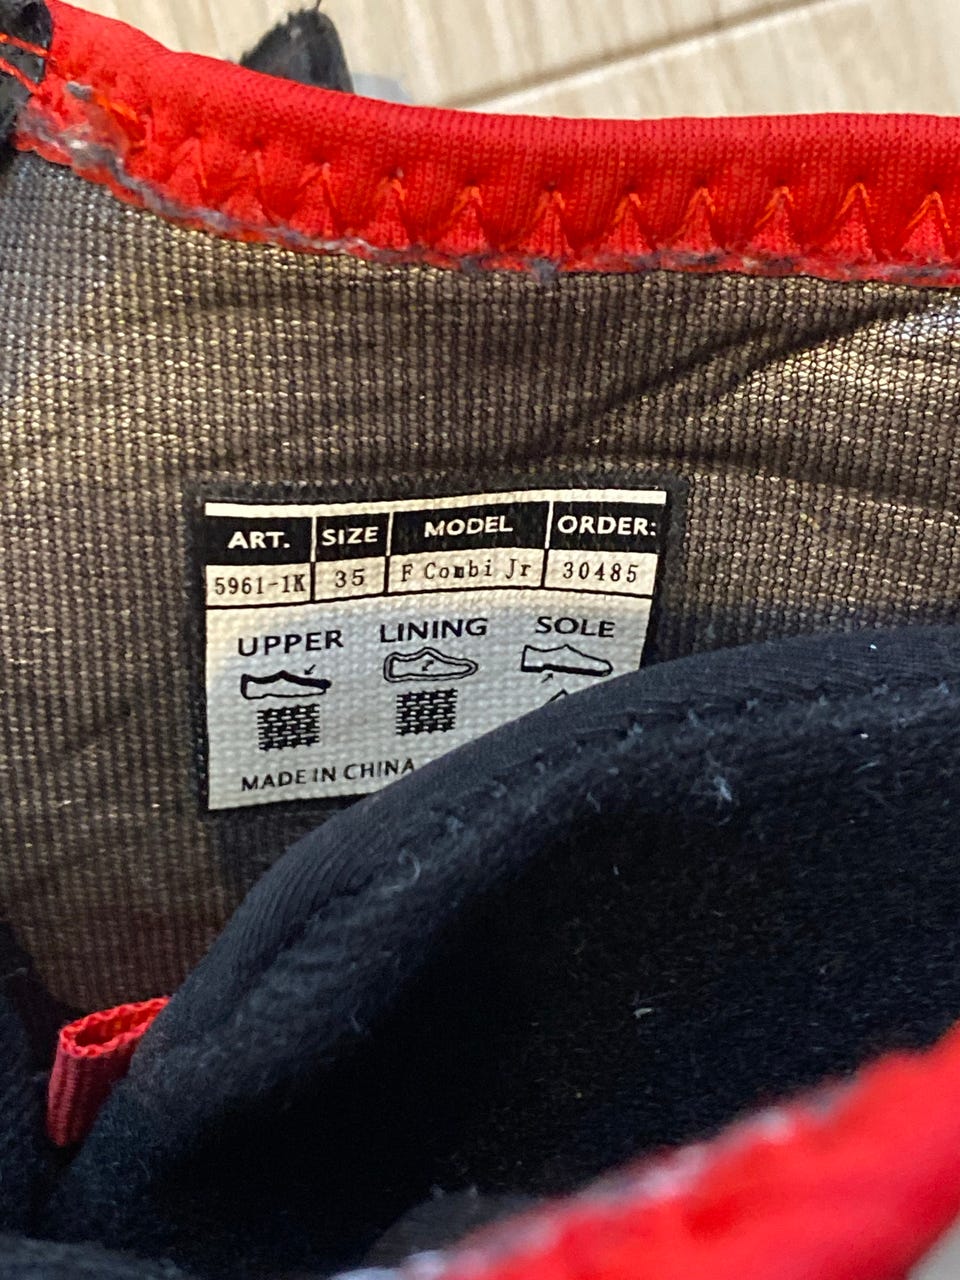 ART. SIZE MODEL ORDER:
5961-1K 35 F Combi Jr 30485
UPPER LINING SOLE
MADE IN CHINA